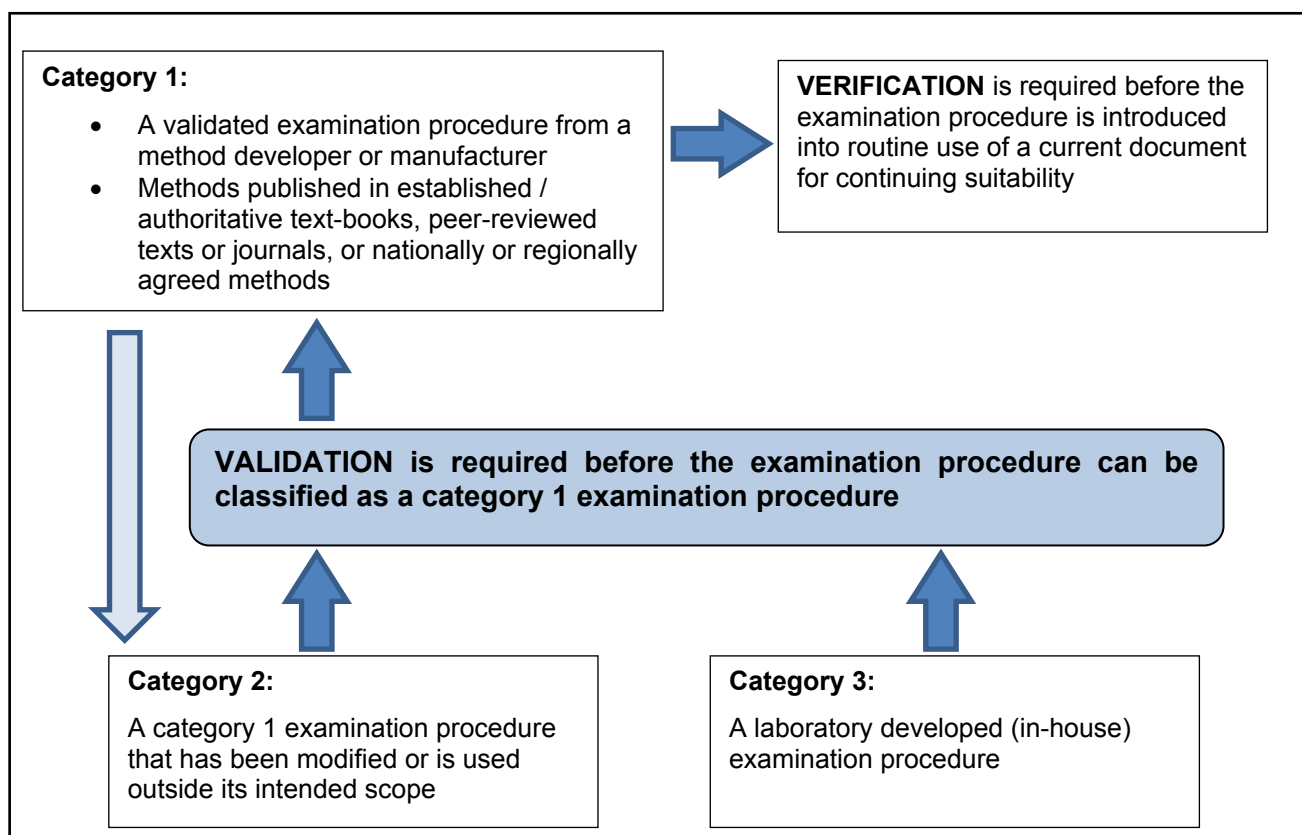 Category 1:
• A validated examination procedure from a
method developer or manufacturer
• Methods published in established /
authoritative text-books, peer-reviewed
texts or journals, or nationally or regionally
agreed methods
VERIFICATION is required before the
examination procedure is introduced
into routine use of a current document
for continuing suitability
VALIDATION is required before the examination procedure can be
classified as a category 1 examination procedure
Category 2:
A category 1 examination procedure
that has been modified or is used
outside its intended scope
Category 3:
A laboratory developed (in-house)
examination procedure